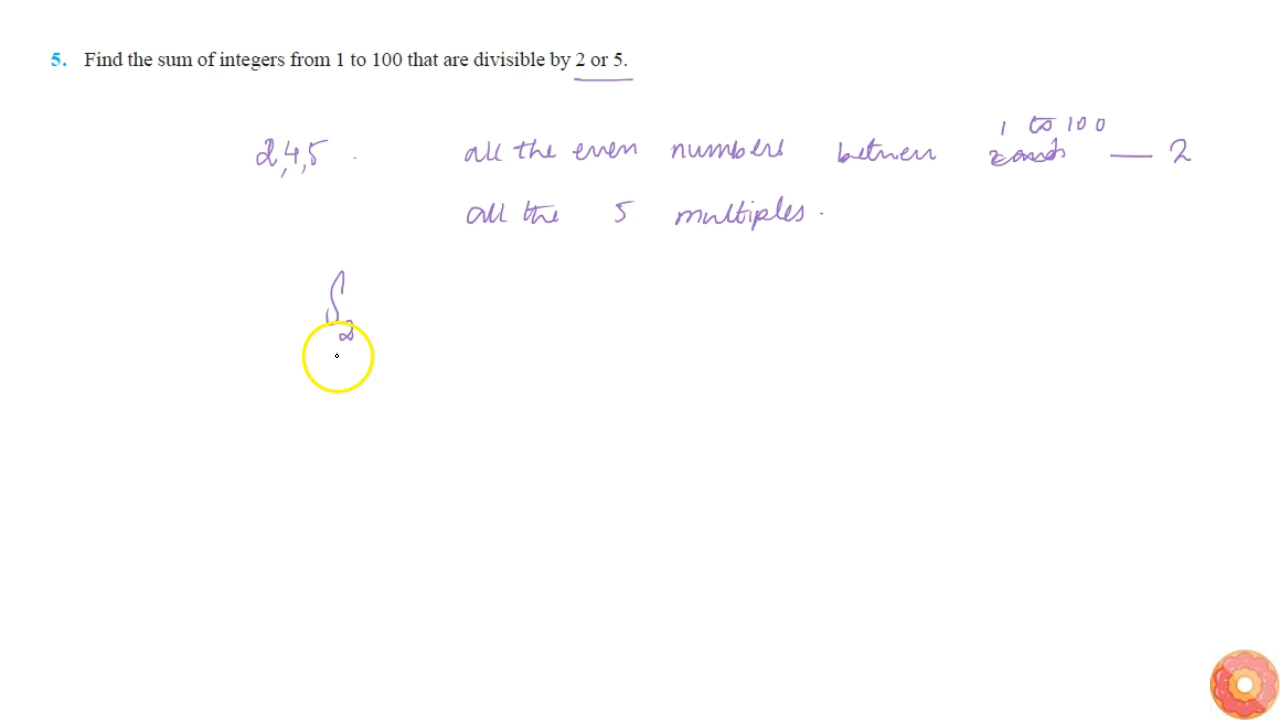 5. Find the sum of integers from 1 to 100 that are divisible by 2 or 5.
1 to 100
2,4,5 . all the even numbers between — 2
all the 5 multiples.
S2